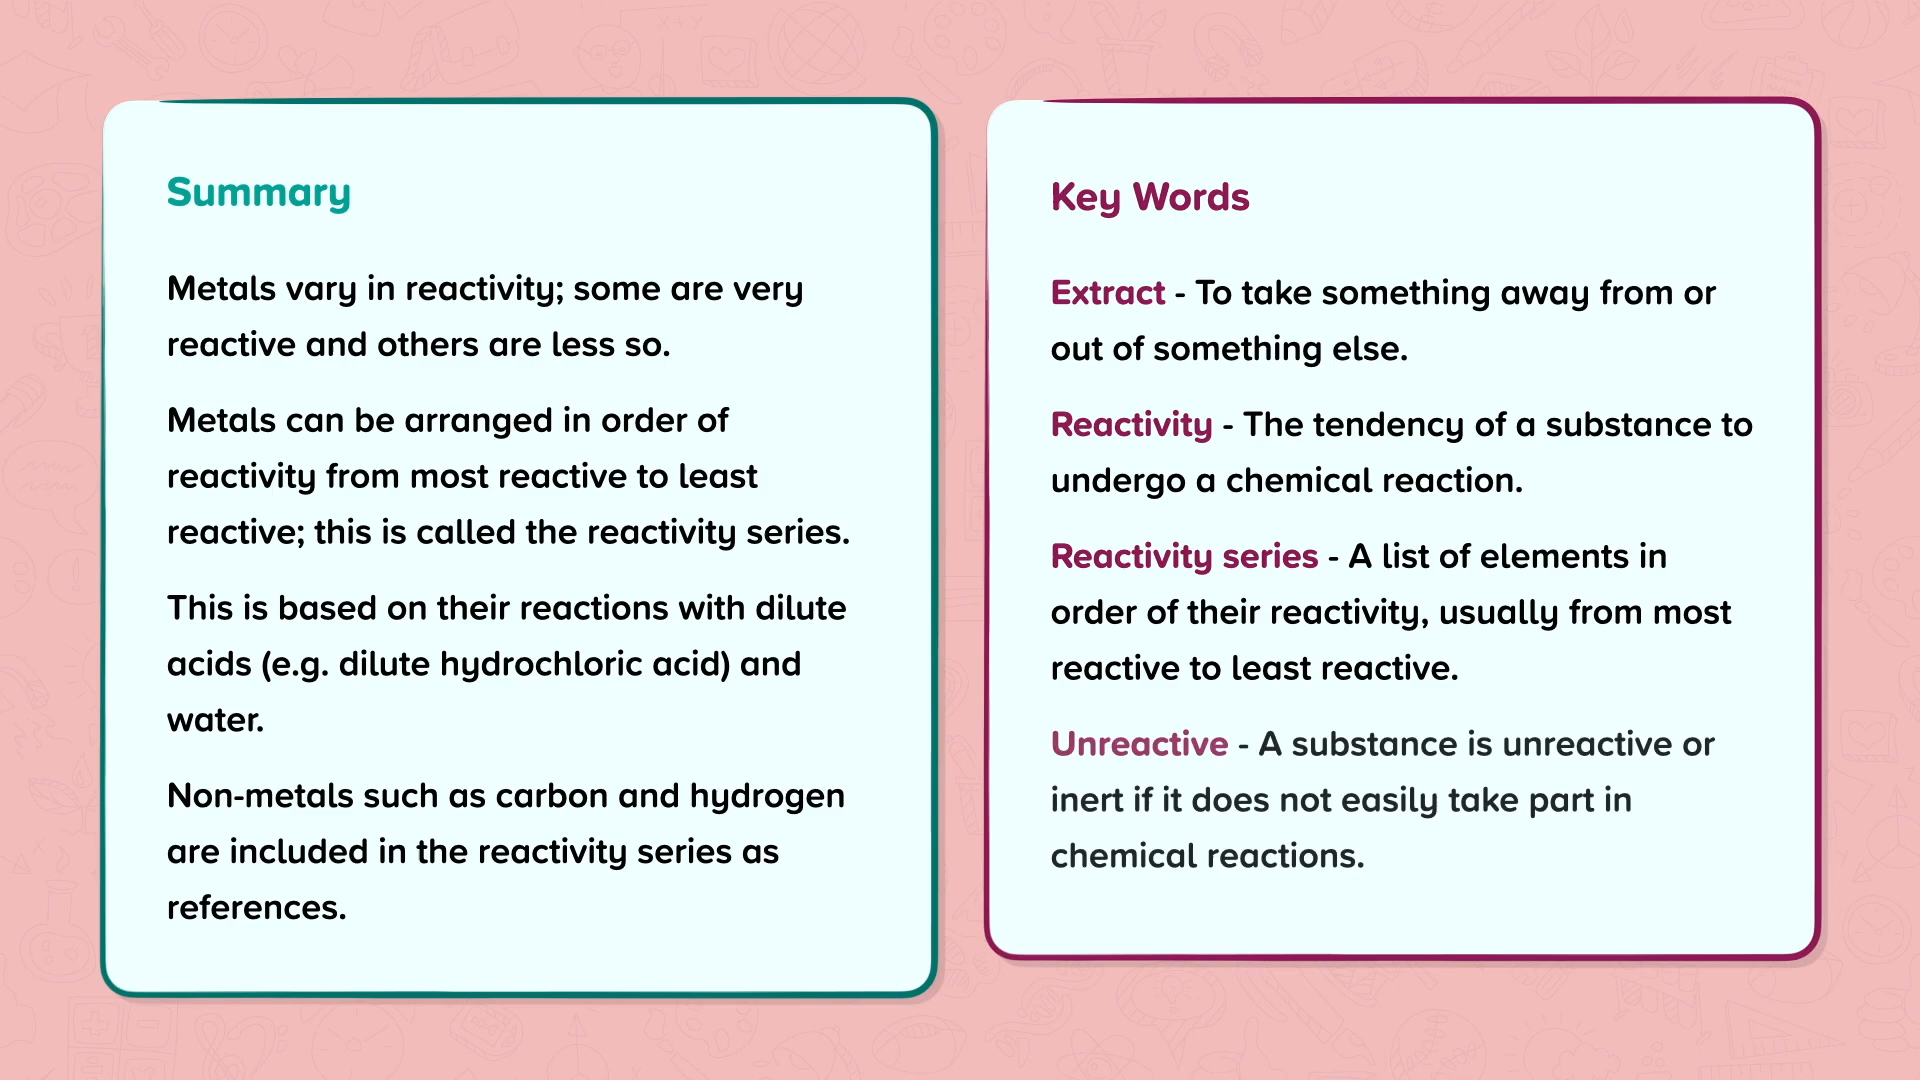 Summary
Metals vary in reactivity; some are very
reactive and others are less so.
Metals can be arranged in order of
reactivity from most reactive to least
reactive; this is called the reactivity series.
This is based on their reactions with dilute
acids (e.g. dilute hydrochloric acid) and
water.
Non-metals such as carbon and hydrogen
are included in the reactivity series as
references.
Key Words
Extract - To take something away from or
out of something else.
Reactivity - The tendency of a substance to
undergo a chemical reaction.
Reactivity series - A list of elements in
order of their reactivity, usually from most
reactive to least reactive.
Unreactive - A substance is unreactive or
inert if it does not easily take part in
chemical reactions.